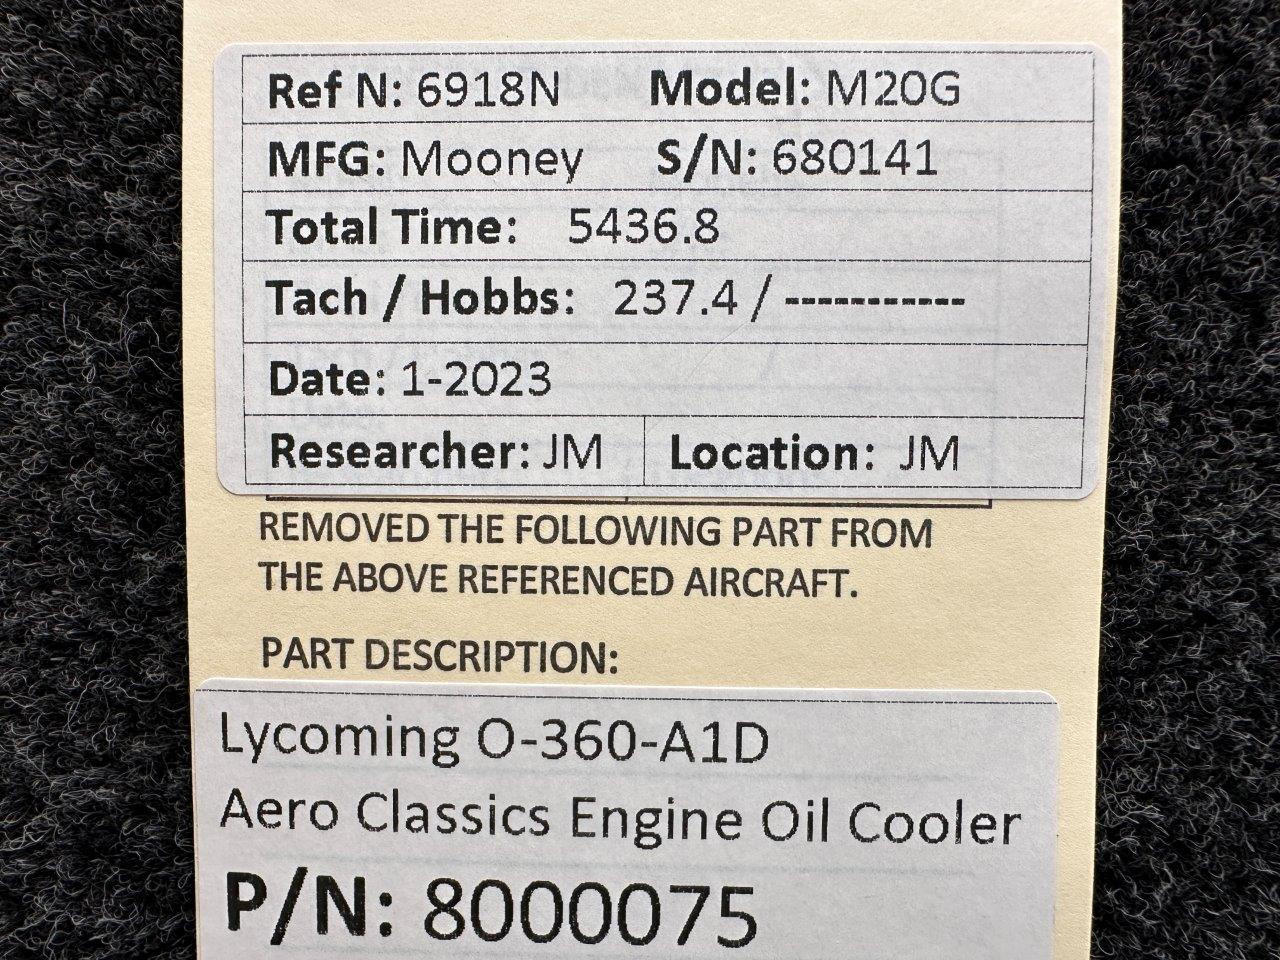 Ref N: 6918N Model: M20G
MFG: Mooney S/N: 680141
Total Time: 5436.8
Tach / Hobbs: 237.4 / -----------
Date: 1-2023
Researcher: JM Location: JM
REMOVED THE FOLLOWING PART FROM
THE ABOVE REFERENCED AIRCRAFT.
PART DESCRIPTION:
Lycoming O-360-A1D
Aero Classics Engine Oil Cooler
P/N: 8000075